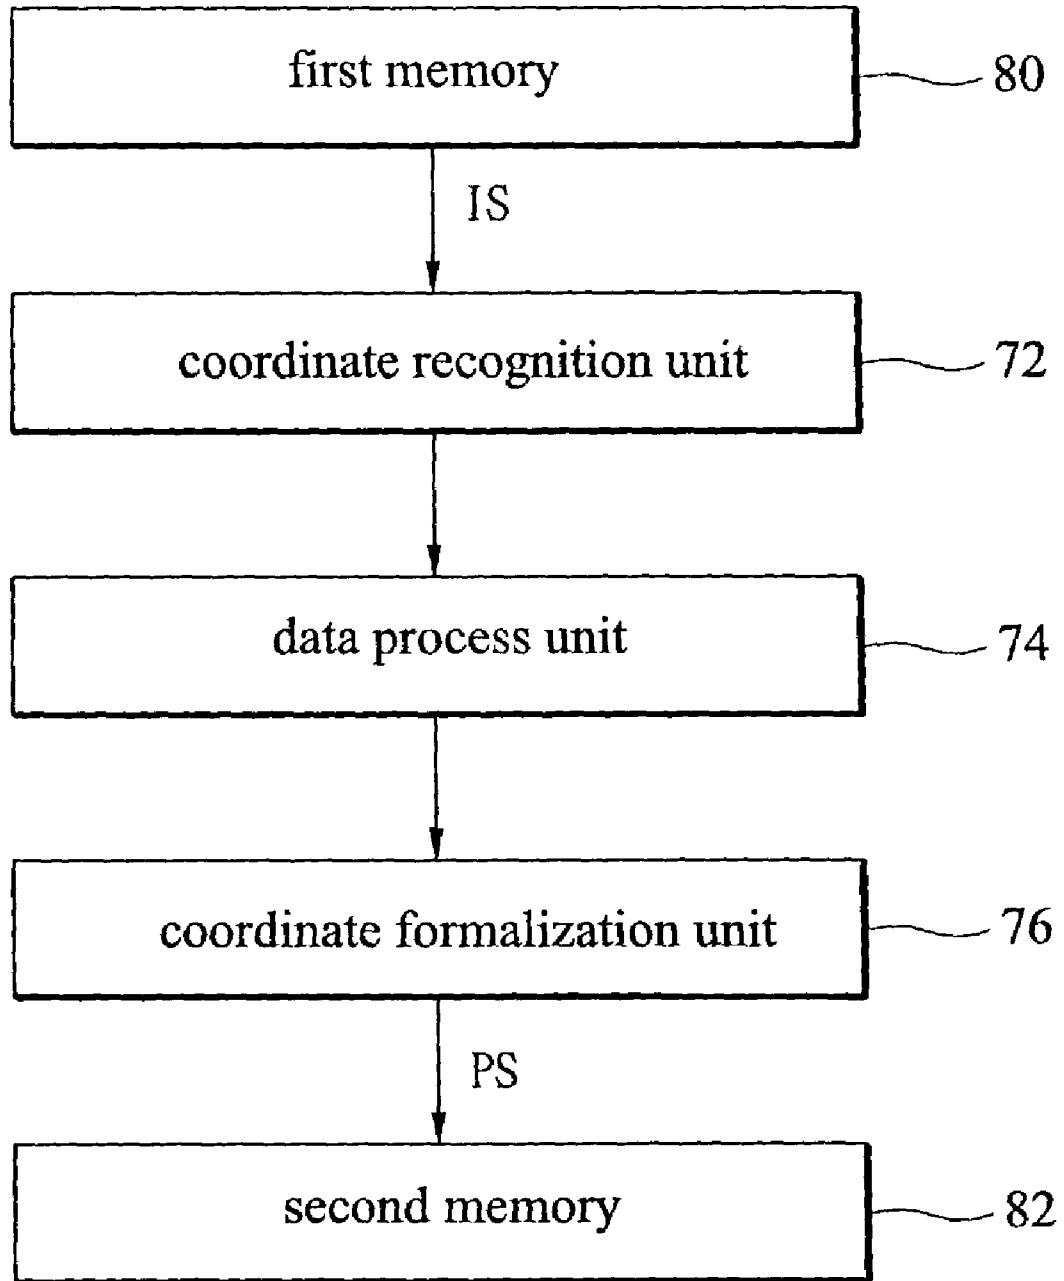 first memory
80
IS
coordinate recognition unit
72
data process unit
74
coordinate formalization unit
76
PS
second memory
82